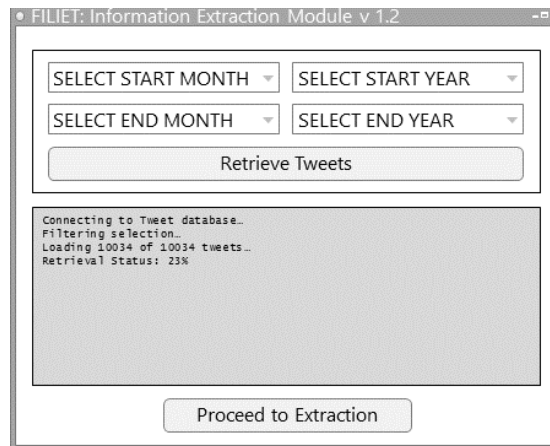 FILIET: Information Extraction Module v 1.2
SELECT START MONTH SELECT START YEAR
SELECT END MONTH SELECT END YEAR
Retrieve Tweets
Connecting to Tweet database…
Filtering selection…
Loading 10034 of 10034 tweets…
Retrieval Status: 23%
Proceed to Extraction